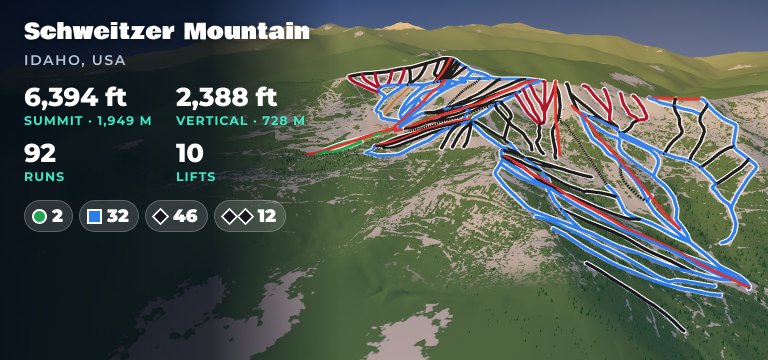 Schweitzer Mountain
IDAHO, USA
6,394 ft 2,388 ft
SUMMIT · 1,949 M VERTICAL · 728 M
92 10
RUNS LIFTS
2 32 46 12